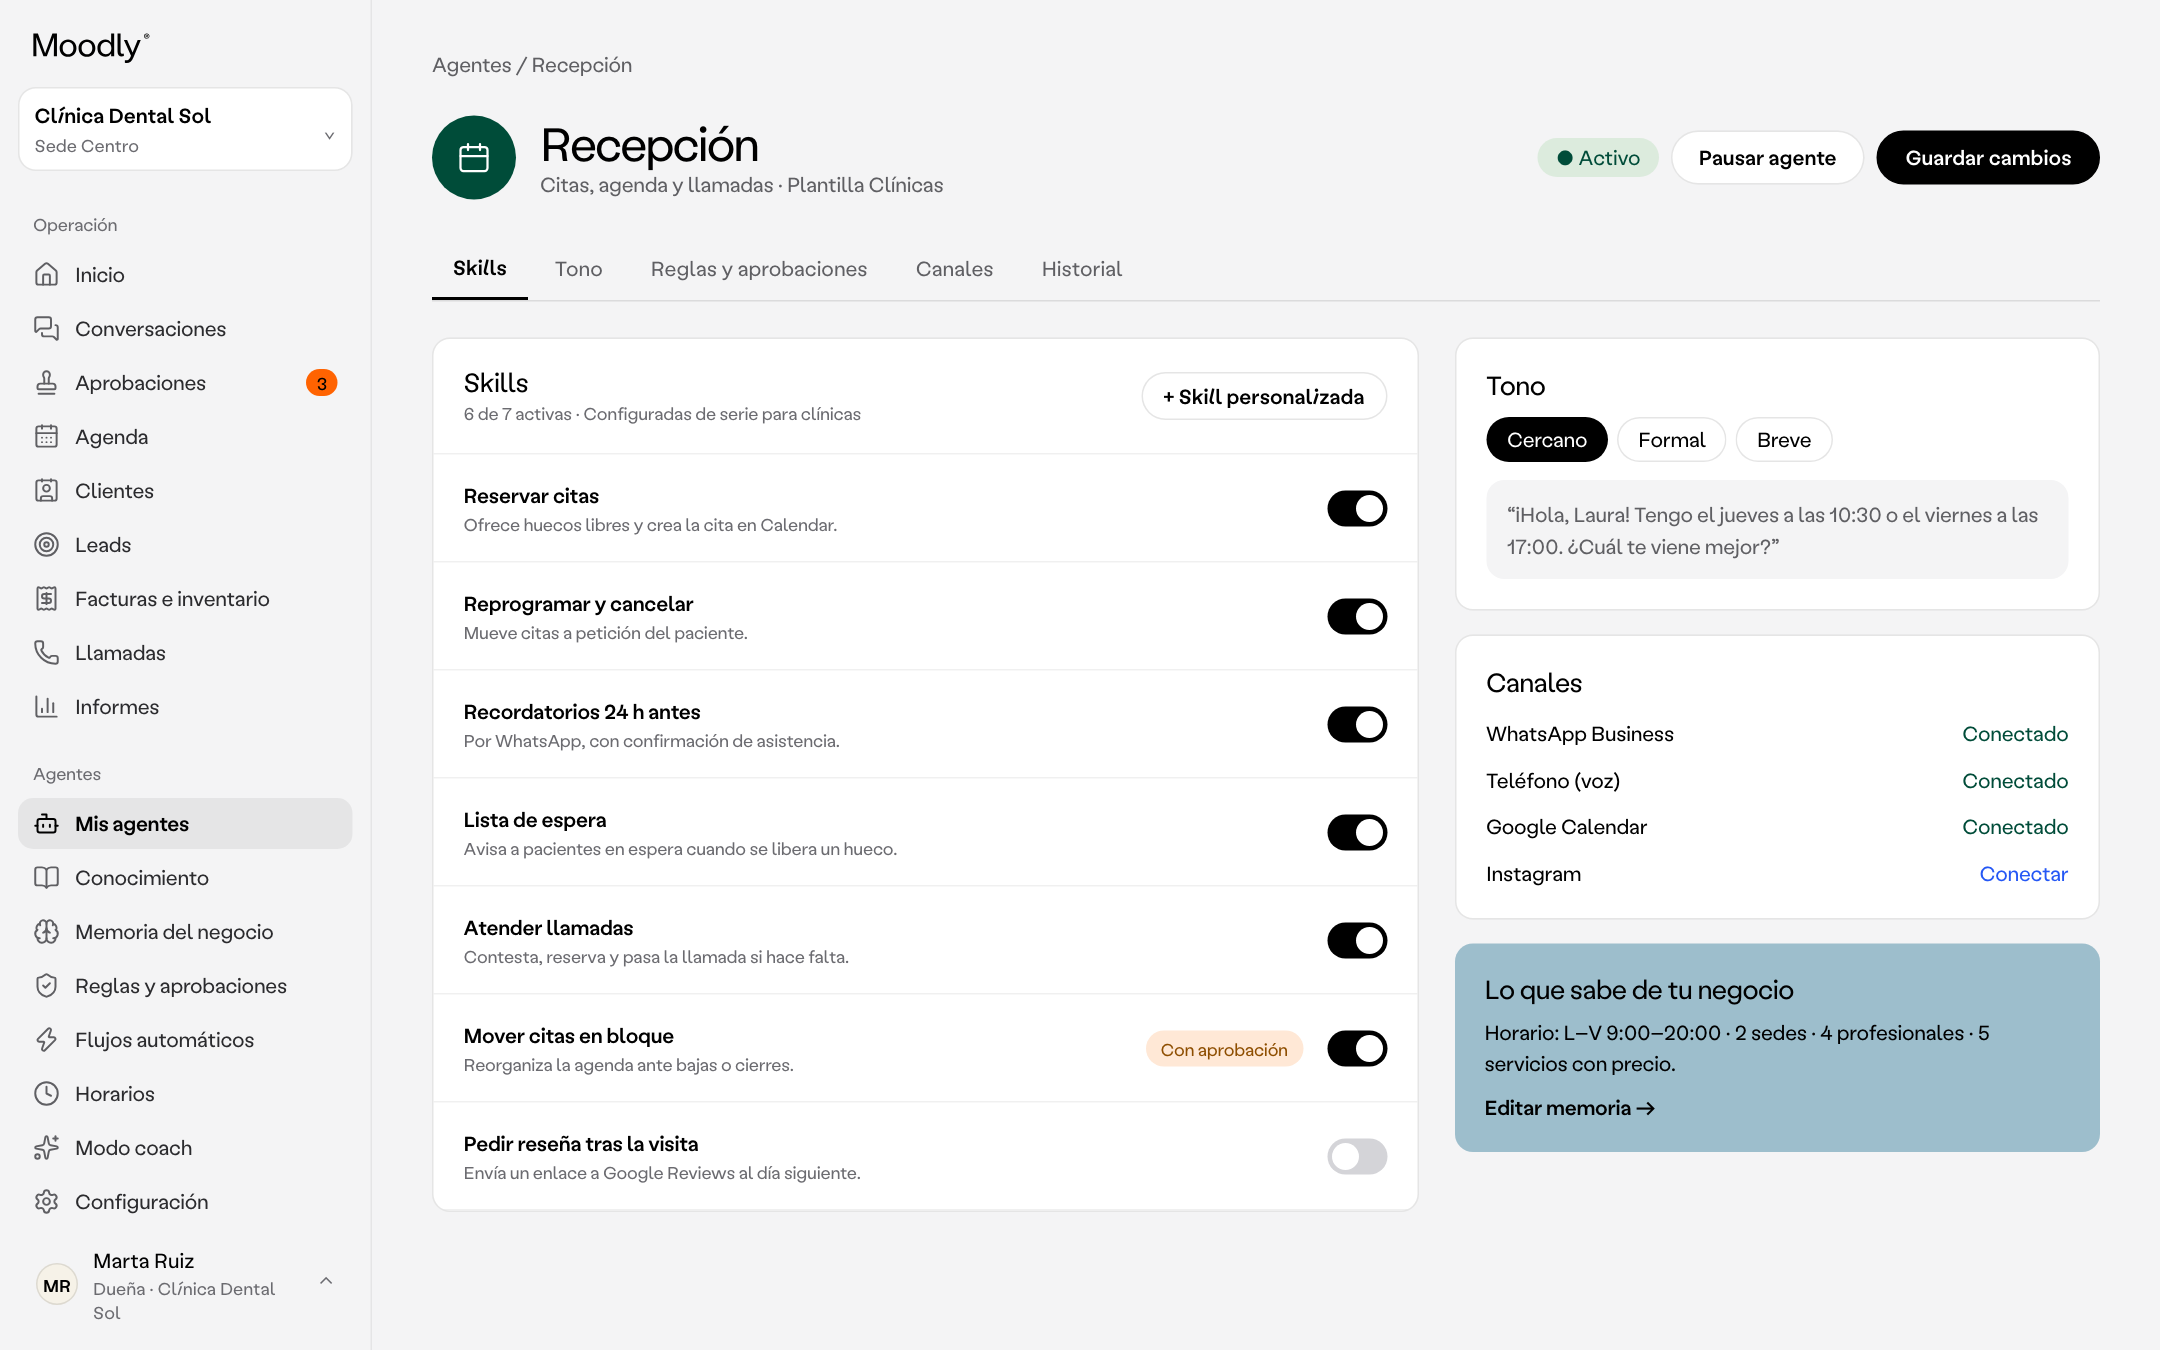 Moodly®
Clínica Dental Sol
Sede Centro
Operación
Inicio
Conversaciones
Aprobaciones
3
Agenda
Clientes
Leads
Facturas e inventario
Llamadas
Informes
Agentes
Mis agentes
Conocimiento
Memoria del negocio
Reglas y aprobaciones
Flujos automáticos
Horarios
Modo coach
Configuración
MR
Marta Ruiz
Dueña · Clínica Dental
Sol
Agentes / Recepción
Recepción
Citas, agenda y llamadas · Plantilla Clínicas
Activo
Pausar agente
Guardar cambios
Skills
Tono
Reglas y aprobaciones
Canales
Historial
Skills
6 de 7 activas · Configuradas de serie para clínicas
+ Skill personalizada
Reservar citas
Ofrece huecos libres y crea la cita en Calendar.
Reprogramar y cancelar
Mueve citas a petición del paciente.
Recordatorios 24 h antes
Por WhatsApp, con confirmación de asistencia.
Lista de espera
Avisa a pacientes en espera cuando se libera un hueco.
Atender llamadas
Contesta, reserva y pasa la llamada si hace falta.
Mover citas en bloque
Reorganiza la agenda ante bajas o cierres.
Con aprobación
Pedir reseña tras la visita
Envía un enlace a Google Reviews al día siguiente.
Tono
Cercano
Formal
Breve
“¡Hola, Laura! Tengo el jueves a las 10:30 o el viernes a las
17:00. ¿Cuál te viene mejor?”
Canales
WhatsApp Business
Conectado
Teléfono (voz)
Conectado
Google Calendar
Conectado
Instagram
Conectar
Lo que sabe de tu negocio
Horario: L–V 9:00–20:00 · 2 sedes · 4 profesionales · 5
servicios con precio.
Editar memoria →